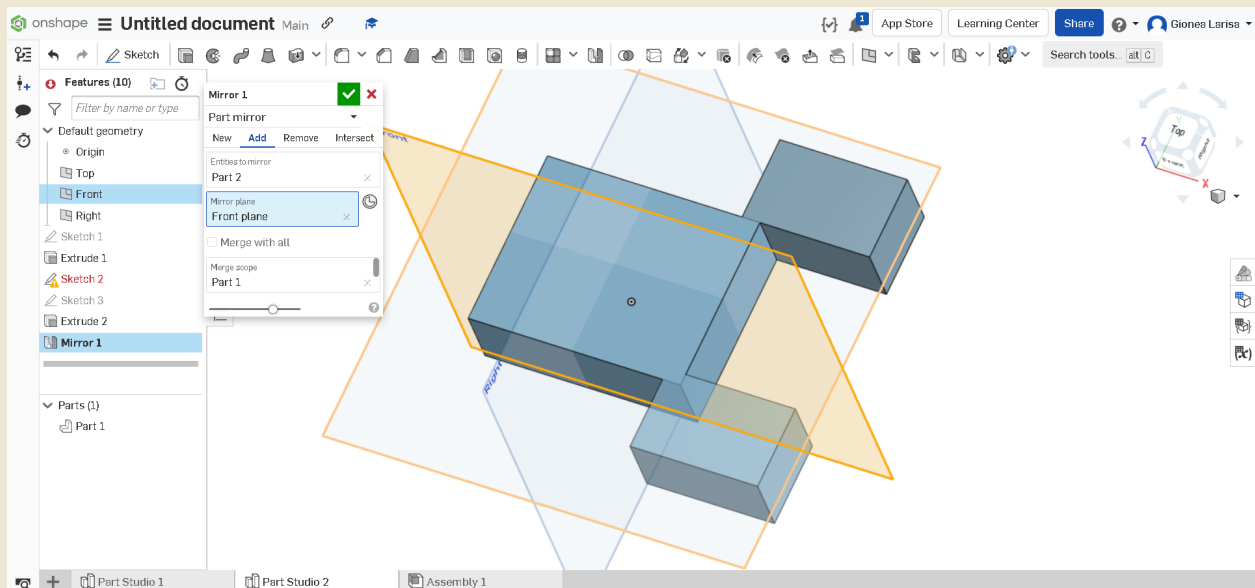 onshape Untitled document Main 1 App Store Learning Center Share Gionea Larisa
Sketch Search tools... alt C
Features (10)
Filter by name or type
Default geometry
Origin
Top
Front
Right
Sketch 1
Extrude 1
Sketch 2
Sketch 3
Extrude 2
Mirror 1
Parts (1)
Part 1
Mirror 1
Part mirror
New Add Remove Intersect
Entities to mirror
Part 2
Mirror plane
Front plane
Merge with all
Merge scope
Part 1
Right
Top
Z
X
Part Studio 1 Part Studio 2 Assembly 1